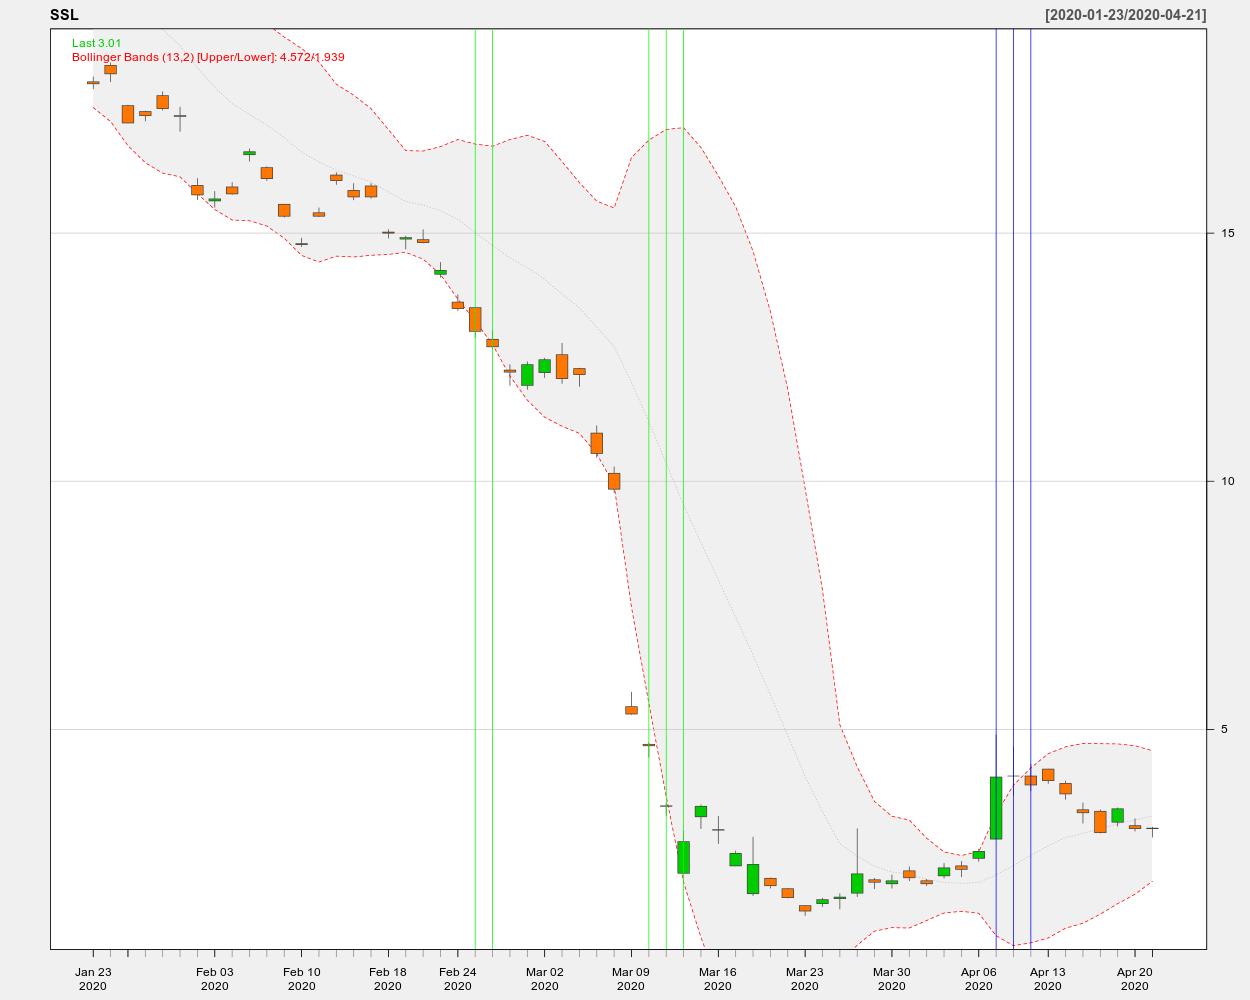 SSL
[2020-01-23/2020-04-21]
Last 3.01
Bollinger Bands (13,2) [Upper/Lower]: 4.572/1.939
15
10
5
Jan 23 Feb 03 Feb 10 Feb 18 Feb 24 Mar 02 Mar 09 Mar 16 Mar 23 Mar 30 Apr 06 Apr 13 Apr 20
2020 2020 2020 2020 2020 2020 2020 2020 2020 2020 2020 2020 2020